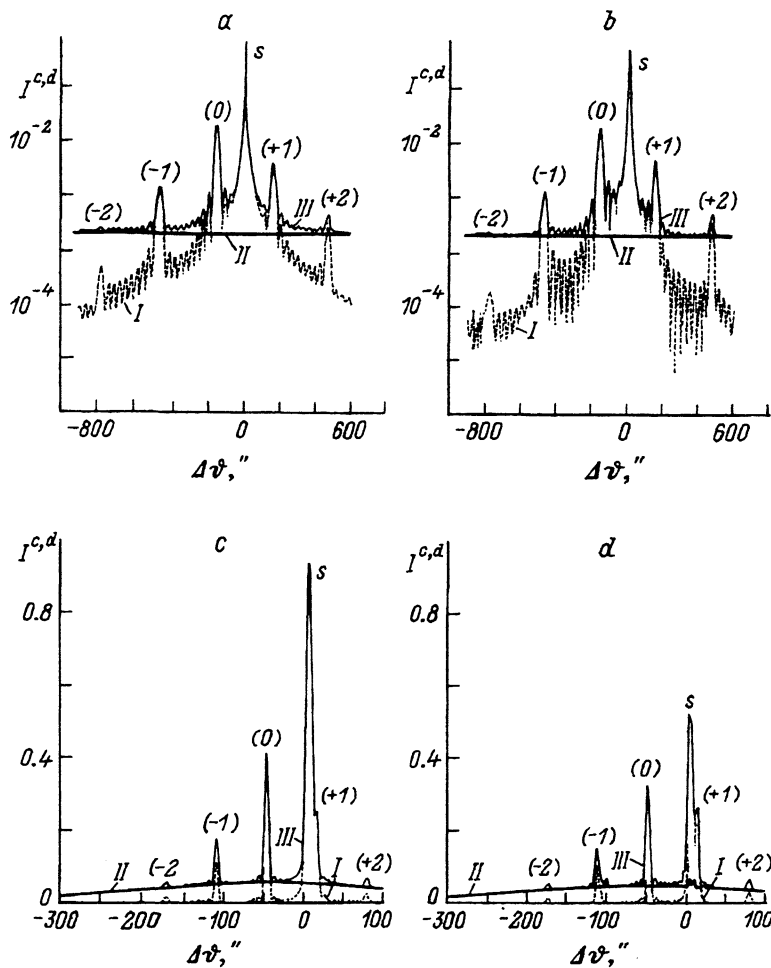 a
I^{c,d}
s
(0)
10^{-2}
(-1)
(+1)
(-2)
III
(+2)
II
10^{-4}
I
-800 0 600
Δϑ,″
b
I^{c,d}
s
(0)
10^{-2}
(-1)
(+1)
(-2)
III
(+2)
II
10^{-4}
I
-800 0 600
Δϑ,″
c
I^{c,d}
s
0.8
0.4
(0)
(-1)
(+1)
III
II
(-2
I
(+2)
0
-300 -200 -100 0 100
Δϑ,″
d
I^{c,d}
0.8
s
0.4
(0)
(+1)
(-1)
III
I
II
(-2)
(+2)
0
-300 -200 -100 0 100
Δϑ,″